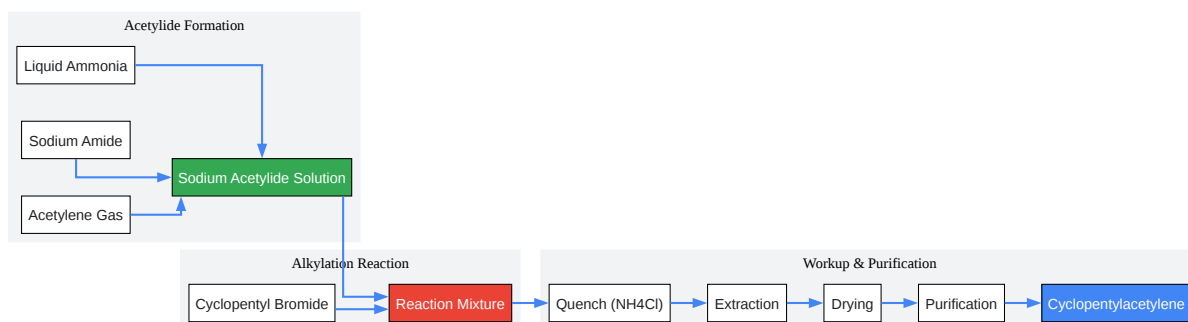 Acetylide Formation
Liquid Ammonia
Sodium Amide
Sodium Acetylide Solution
Acetylene Gas
Alkylation Reaction
Cyclopentyl Bromide
Reaction Mixture
Workup & Purification
Quench (NH4Cl)
Extraction
Drying
Purification
Cyclopentylacetylene